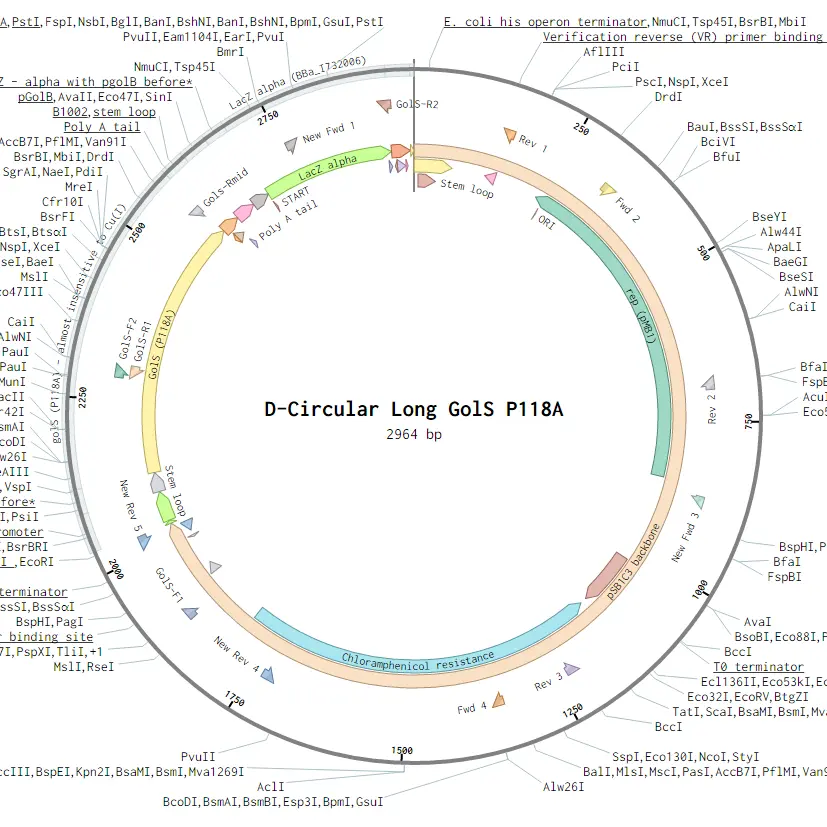 A,PstI,FspI,NsbI,BglI,BanI,BshNI,BanI,BshNI,BpmI,GsuI,PstI
PvuII,Eam1104I,EarI,PvuI
BmrI
NmuCI,Tsp45I
Z - alpha with pgolB before*
pGolB,AvaII,Eco47I,SinI
B1002,stem loop
Poly A tail
AccB7I,PflMI,Van91I
BsrBI,MbiI,DrdI
SgrAI,NaeI,PdiI
MreI
Cfr10I
BsrFI
BtsI,BtsαI
NspI,XceI
seI,BaeI
MslI
co47III
CaiI
AlwNI
PauI
PauI
MunI
acII
r42I
smAI
coDI
w26I
eAIII
,VspI
efore*
I,PsiI
romoter
I,BsrBRI
I ,EcoRI
terminator
ssSI,BssSαI
BspHI,PagI
r binding site
7I,PspXI,TliI,+1
MslI,RseI
PvuII
ccIII,BspEI,Kpn2I,BsaMI,BsmI,Mva1269I
AclI
BcoDI,BsmAI,BsmBI,Esp3I,BpmI,GsuI
E. coli his operon terminator,NmuCI,Tsp45I,BsrBI,MbiI
Verification reverse (VR) primer binding
AflIII
PciI
PscI,NspI,XceI
DrdI
BauI,BssSI,BssSαI
BciVI
BfuI
BseYI
Alw44I
ApaLI
BaeGI
BseSI
AlwNI
CaiI
BfaI
FspB
AcuI
Eco5
BspHI,P
BfaI
FspBI
AvaI
BsoBI,Eco88I,P
BccI
T0 terminator
Ecl136II,Eco53kI,Ec
Eco32I,EcoRV,BtgZI
TatI,ScaI,BsaMI,BsmI,Mva
BccI
SspI,Eco130I,NcoI,StyI
BalI,MlsI,MscI,PasI,AccB7I,PflMI,Van9
Alw26I
LacZ alpha (BBa_I732006)
golS (P118A) - almost insensitive to Cu(I)
250
500
750
1000
1250
1500
1750
2000
2250
2500
2750
GolS-R2
New Fwd 1
Gols-Rmid
GolS-F2
GolS-R1
New Rev 5
GolS-F1
New Rev 4
Fwd 4
Rev 3
New Fwd 3
Rev 2
Fwd 2
Rev 1
LacZ alpha
START
Poly A tail
GolS (P118A)
Stem loop
Stem loop
ORI
rep (pMB1)
pSB1C3 backbone
Chloramphenicol resistance
D-Circular Long GolS P118A
2964 bp